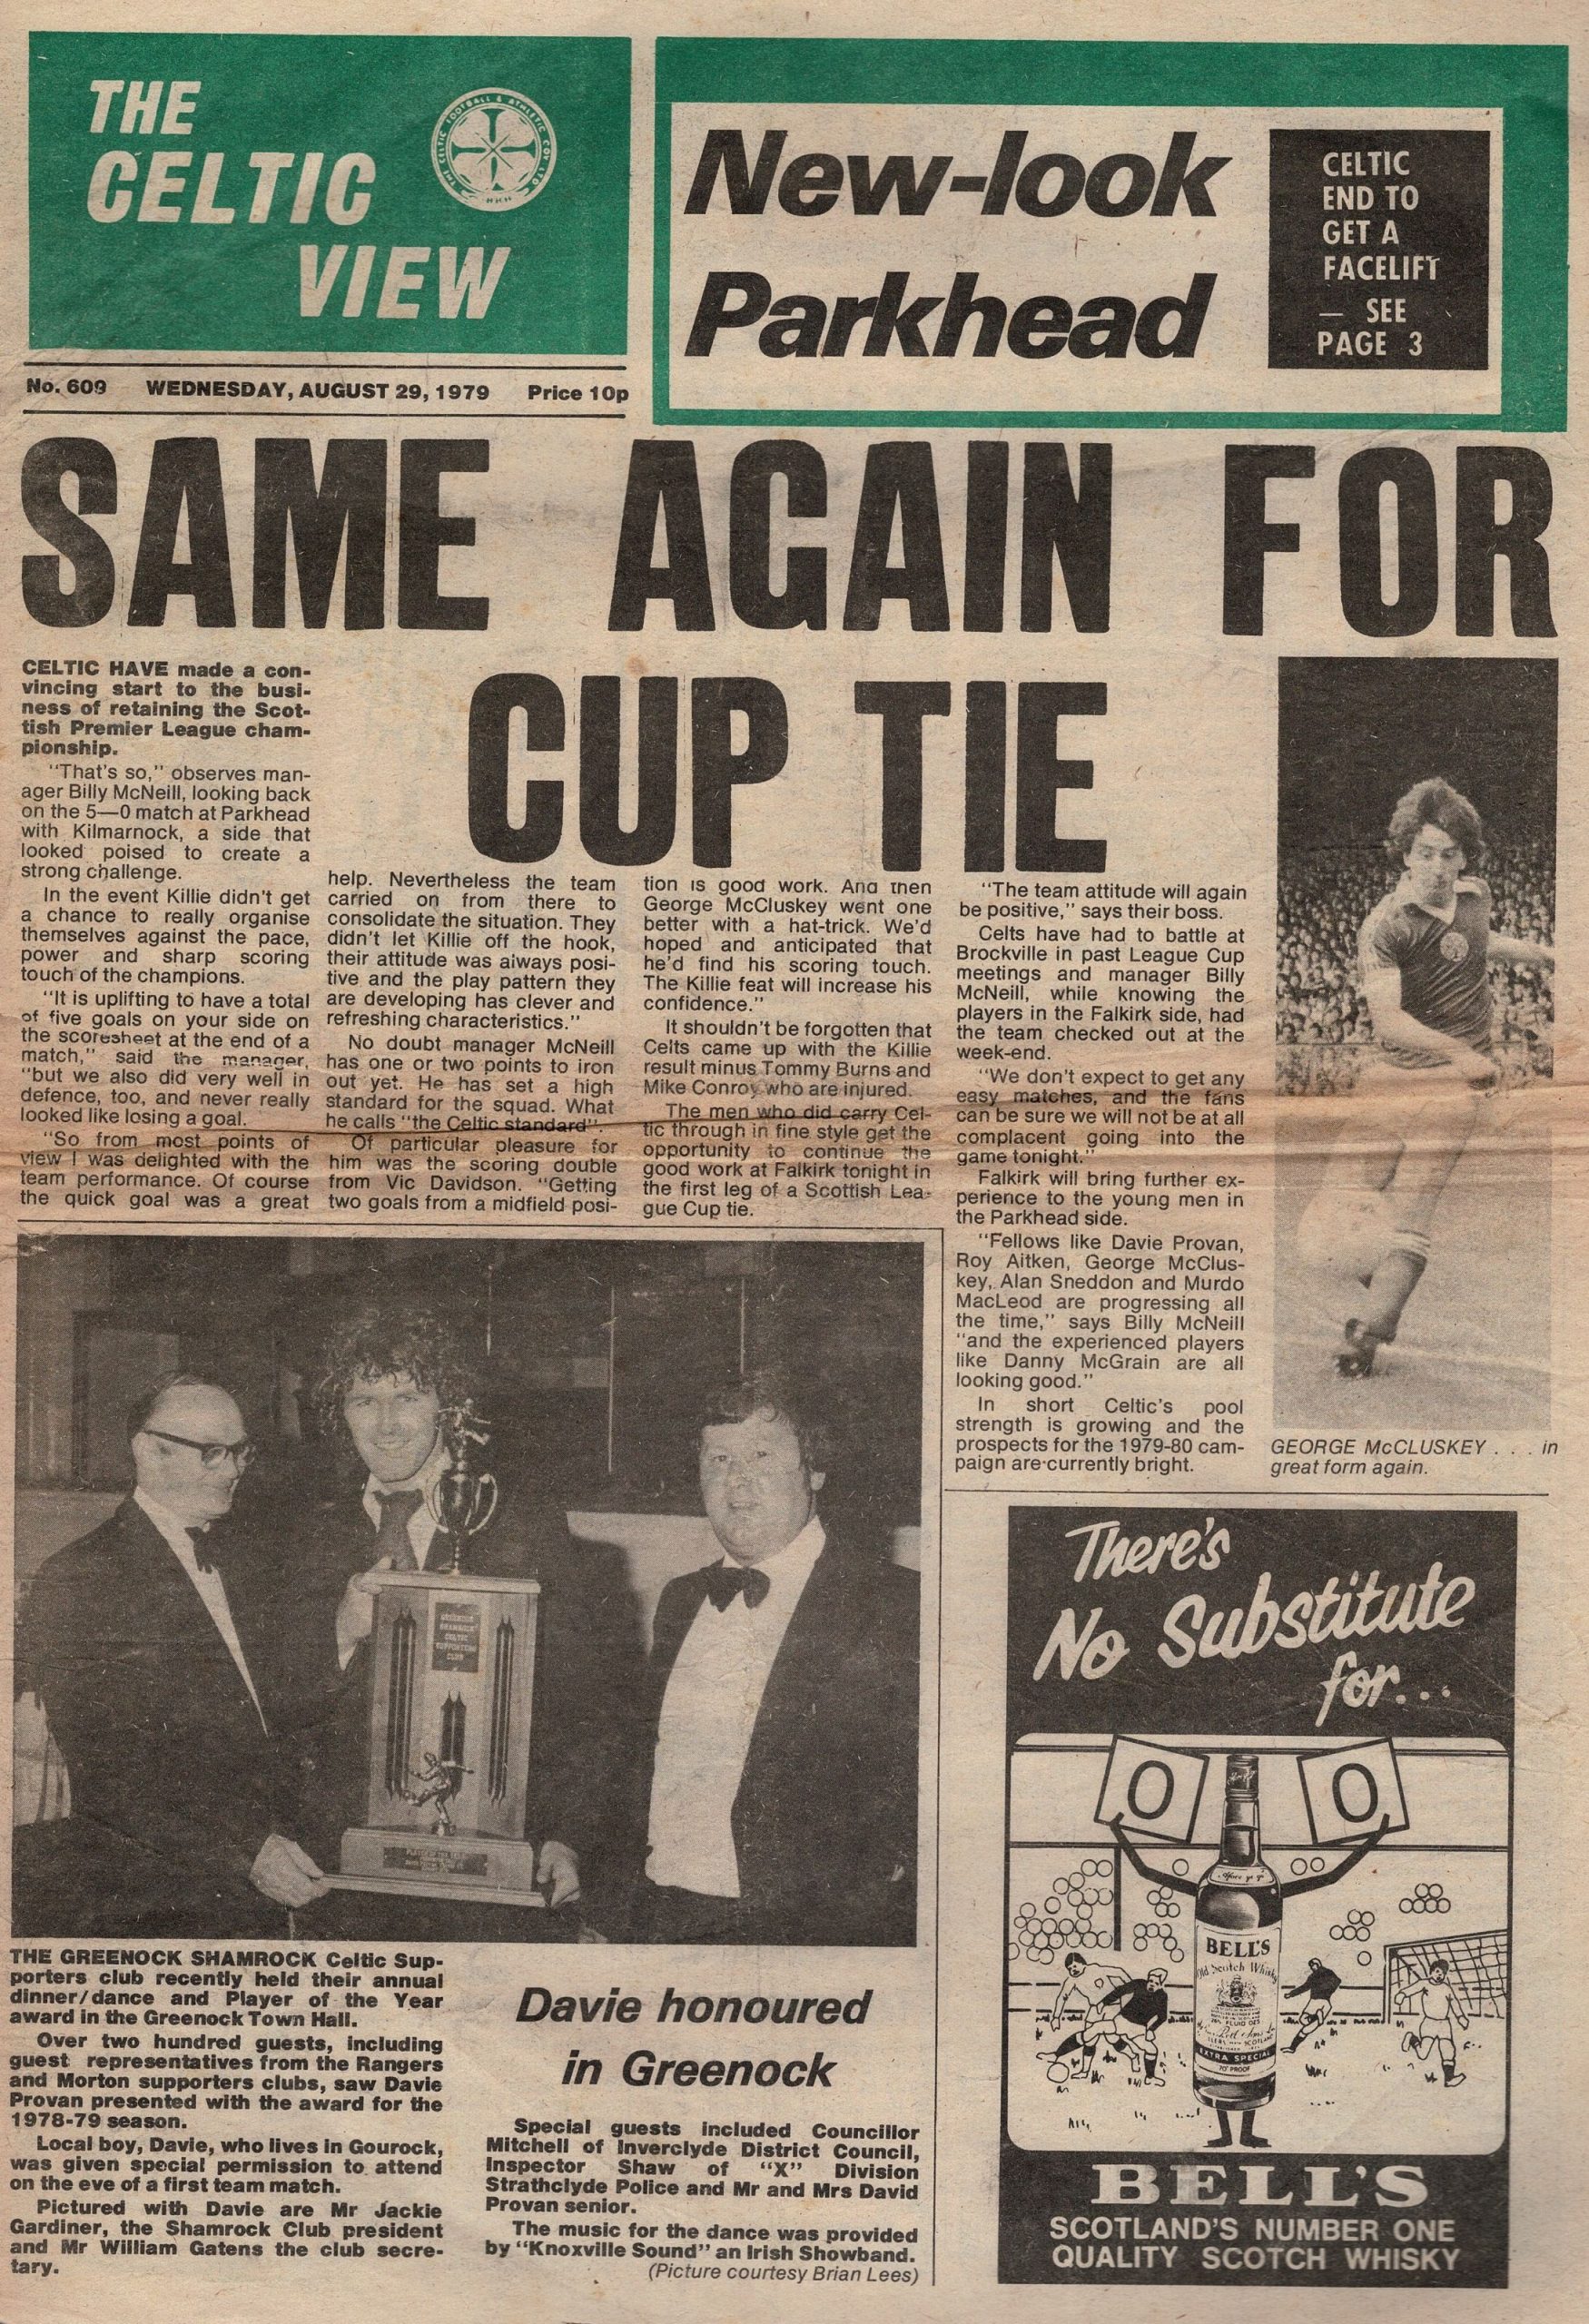 THE
CELTIC
VIEW
THE CELTIC FOOTBALL & ATHLETIC COY. LTD.
New-look
Parkhead
CELTIC
END TO
GET A
FACELIFT
— SEE
PAGE 3
No. 609 WEDNESDAY, AUGUST 29, 1979 Price 10p
SAME AGAIN FOR
CUP TIE
CELTIC HAVE made a con-
vincing start to the busi-
ness of retaining the Scot-
tish Premier League cham-
pionship.
"That's so," observes man-
ager Billy McNeill, looking back
on the 5—0 match at Parkhead
with Kilmarnock, a side that
looked poised to create a
strong challenge.
In the event Killie didn't get
a chance to really organise
themselves against the pace,
power and sharp scoring
touch of the champions.
"It is uplifting to have a total
of five goals on your side on
the scoresheet at the end of a
match," said the manager,
"but we also did very well in
defence, too, and never really
looked like losing a goal.
"So from most points of
view I was delighted with the
team performance. Of course
the quick goal was a great
help. Nevertheless the team
carried on from there to
consolidate the situation. They
didn't let Killie off the hook,
their attitude was always posi-
tive and the play pattern they
are developing has clever and
refreshing characteristics."
No doubt manager McNeill
has one or two points to iron
out yet. He has set a high
standard for the squad. What
he calls "the Celtic standard".
Of particular pleasure for
him was the scoring double
from Vic Davidson. "Getting
two goals from a midfield posi-
tion is good work. And then
George McCluskey went one
better with a hat-trick. We'd
hoped and anticipated that
he'd find his scoring touch.
The Killie feat will increase his
confidence."
It shouldn't be forgotten that
Celts came up with the Killie
result minus Tommy Burns and
Mike Conroy who are injured.
The men who did carry Cel-
tic through in fine style get the
opportunity to continue the
good work at Falkirk tonight in
the first leg of a Scottish Lea-
gue Cup tie.
"The team attitude will again
be positive," says their boss.
Celts have had to battle at
Brockville in past League Cup
meetings and manager Billy
McNeill, while knowing the
players in the Falkirk side, had
the team checked out at the
week-end.
"We don't expect to get any
easy matches, and the fans
can be sure we will not be at all
complacent going into the
game tonight."
Falkirk will bring further ex-
perience to the young men in
the Parkhead side.
"Fellows like Davie Provan,
Roy Aitken, George McClus-
key, Alan Sneddon and Murdo
MacLeod are progressing all
the time," says Billy McNeill
"and the experienced players
like Danny McGrain are all
looking good."
In short Celtic's pool
strength is growing and the
prospects for the 1979-80 cam-
paign are currently bright.
GEORGE McCLUSKEY . . . in
great form again.
GREENOCK
SHAMROCK
CELTIC
SUPPORTERS
CLUB
THE GREENOCK SHAMROCK Celtic Sup-
porters club recently held their annual
dinner/dance and Player of the Year
award in the Greenock Town Hall.
Over two hundred guests, including
guest representatives from the Rangers
and Morton supporters clubs, saw Davie
Provan presented with the award for the
1978-79 season.
Local boy, Davie, who lives in Gourock,
was given special permission to attend
on the eve of a first team match.
Pictured with Davie are Mr Jackie
Gardiner, the Shamrock Club president
and Mr William Gatens the club secre-
tary.
Davie honoured
in Greenock
Special guests included Councillor
Mitchell of Inverclyde District Council,
Inspector Shaw of "X" Division
Strathclyde Police and Mr and Mrs David
Provan senior.
The music for the dance was provided
by "Knoxville Sound" an Irish Showband.
(Picture courtesy Brian Lees)
There's
No Substitute
for...
O O
BELL'S
Old Scotch Whisky
EXTRA SPECIAL
70° PROOF
BELL'S
SCOTLAND'S NUMBER ONE
QUALITY SCOTCH WHISKY